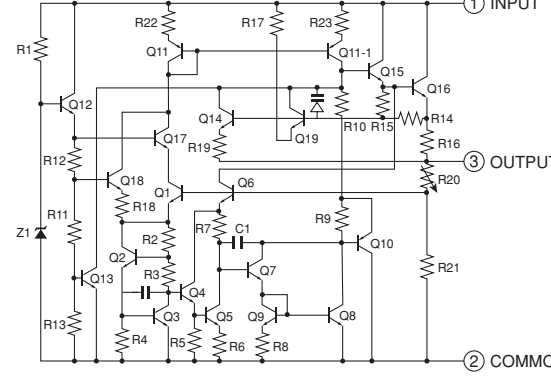 1 INPUT
R22 R17 R23
R1
Q11 Q11-1
Q15
Q16
Q12
Q14
R10
R15
R14
Q17
Q19
R16
R12
R19
3 OUTPUT
Q18
Q1
Q6
R20
R18
R11
R2
R7
C1
R9
Z1
Q2
Q10
R3
Q7
R21
Q13
Q4
R13
Q3
Q5
Q9
Q8
R4
R5
R6
R8
2 COMMO